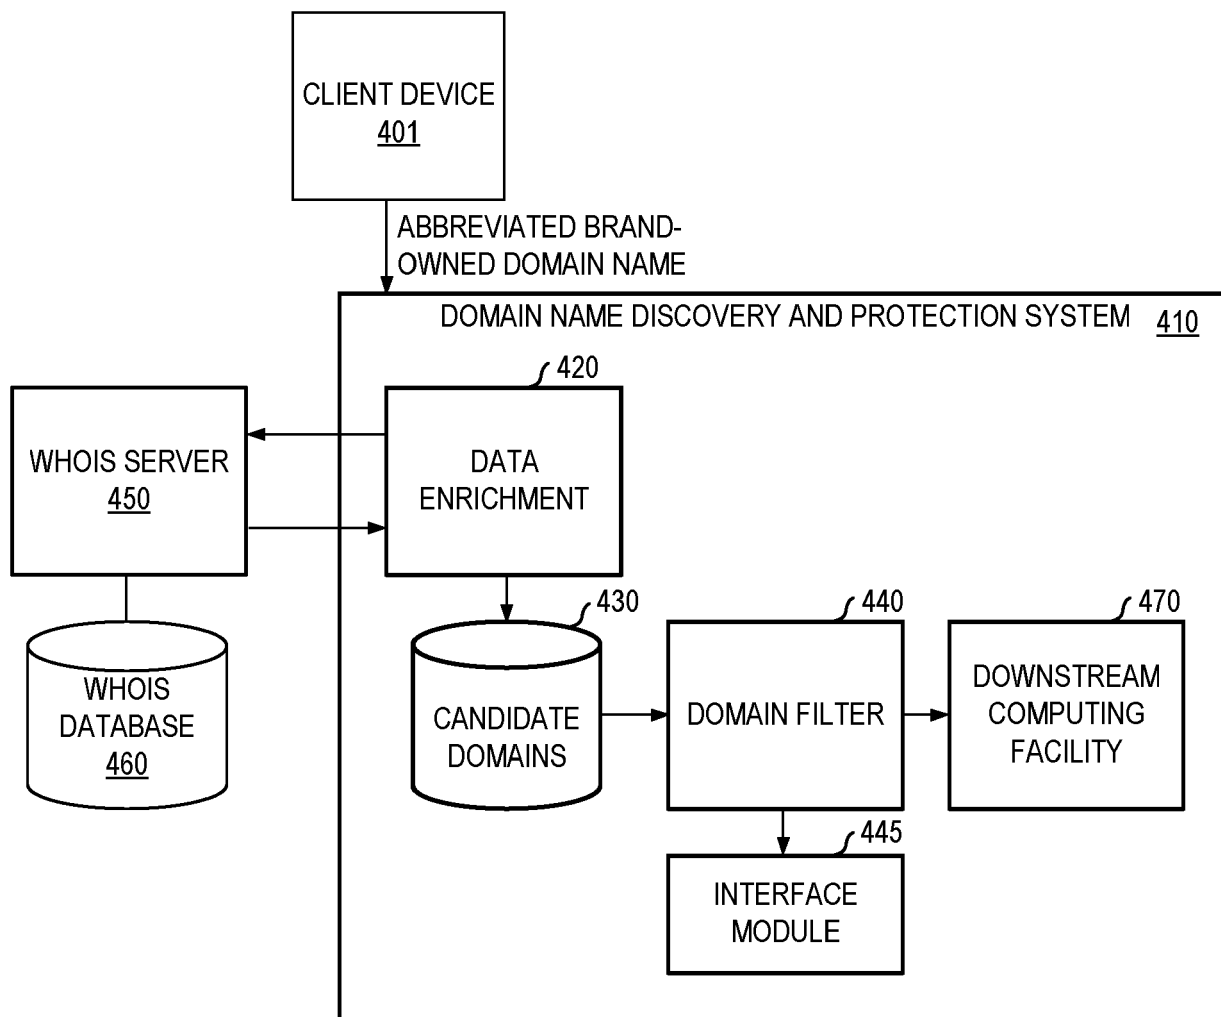 CLIENT DEVICE
401
ABBREVIATED BRAND-
OWNED DOMAIN NAME
DOMAIN NAME DISCOVERY AND PROTECTION SYSTEM 410
420
WHOIS SERVER
450
DATA
ENRICHMENT
430
440
470
WHOIS
DATABASE
460
CANDIDATE
DOMAINS
DOMAIN FILTER
DOWNSTREAM
COMPUTING
FACILITY
445
INTERFACE
MODULE